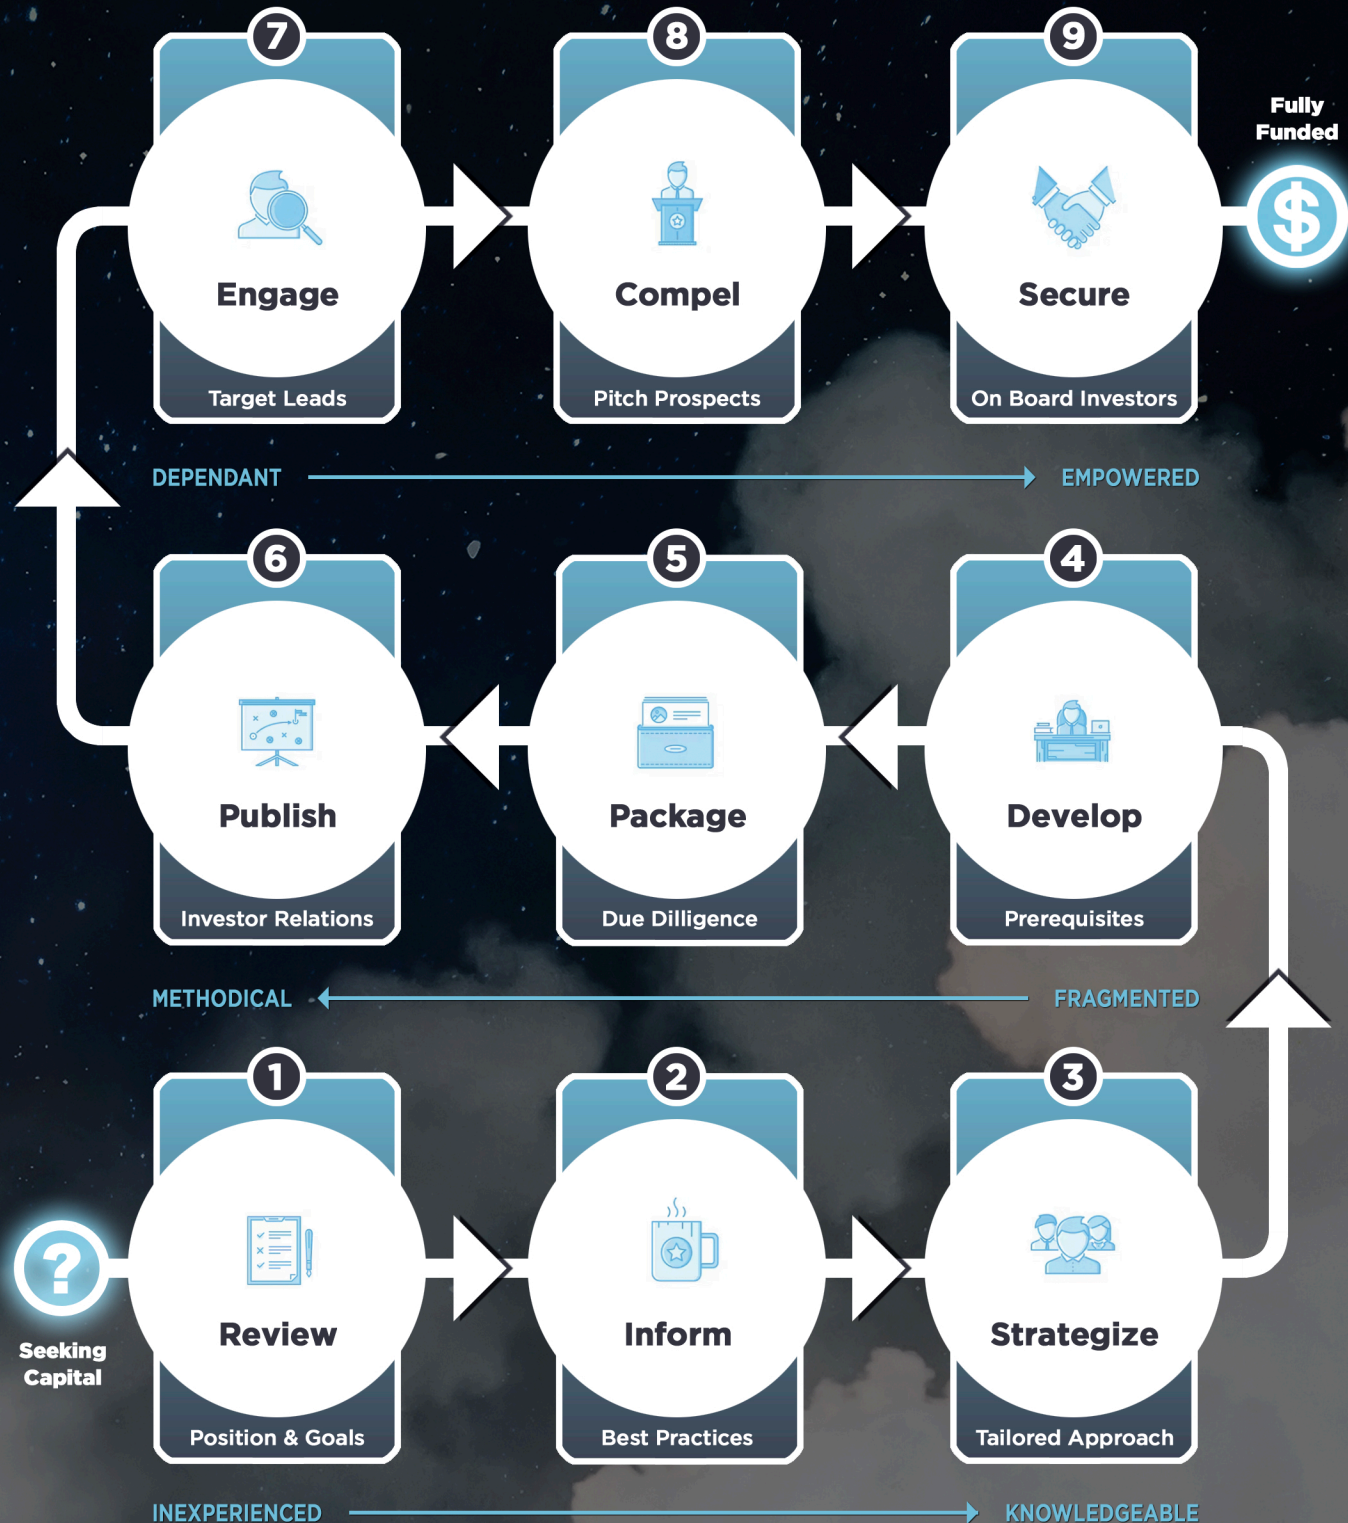 7
8
9
Fully
Funded
Engage
Compel
Secure
Target Leads
Pitch Prospects
On Board Investors
DEPENDANT
EMPOWERED
6
5
4
Publish
Package
Develop
Investor Relations
Due Dilligence
Prerequisites
METHODICAL
FRAGMENTED
1
2
3
?
$
Review
Inform
Strategize
Seeking
Capital
Position & Goals
Best Practices
Tailored Approach
INEXPERIENCED
KNOWLEDGEABLE